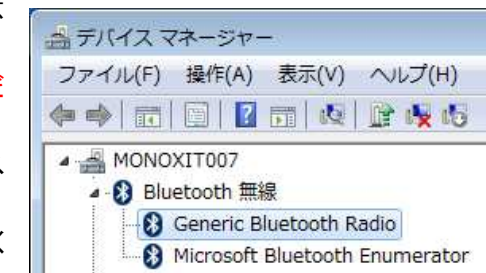 デバイス マネージャー
ファイル(F) 操作(A) 表示(V) ヘルプ(H)
MONOXIT007
Bluetooth 無線
Generic Bluetooth Radio
Microsoft Bluetooth Enumerator